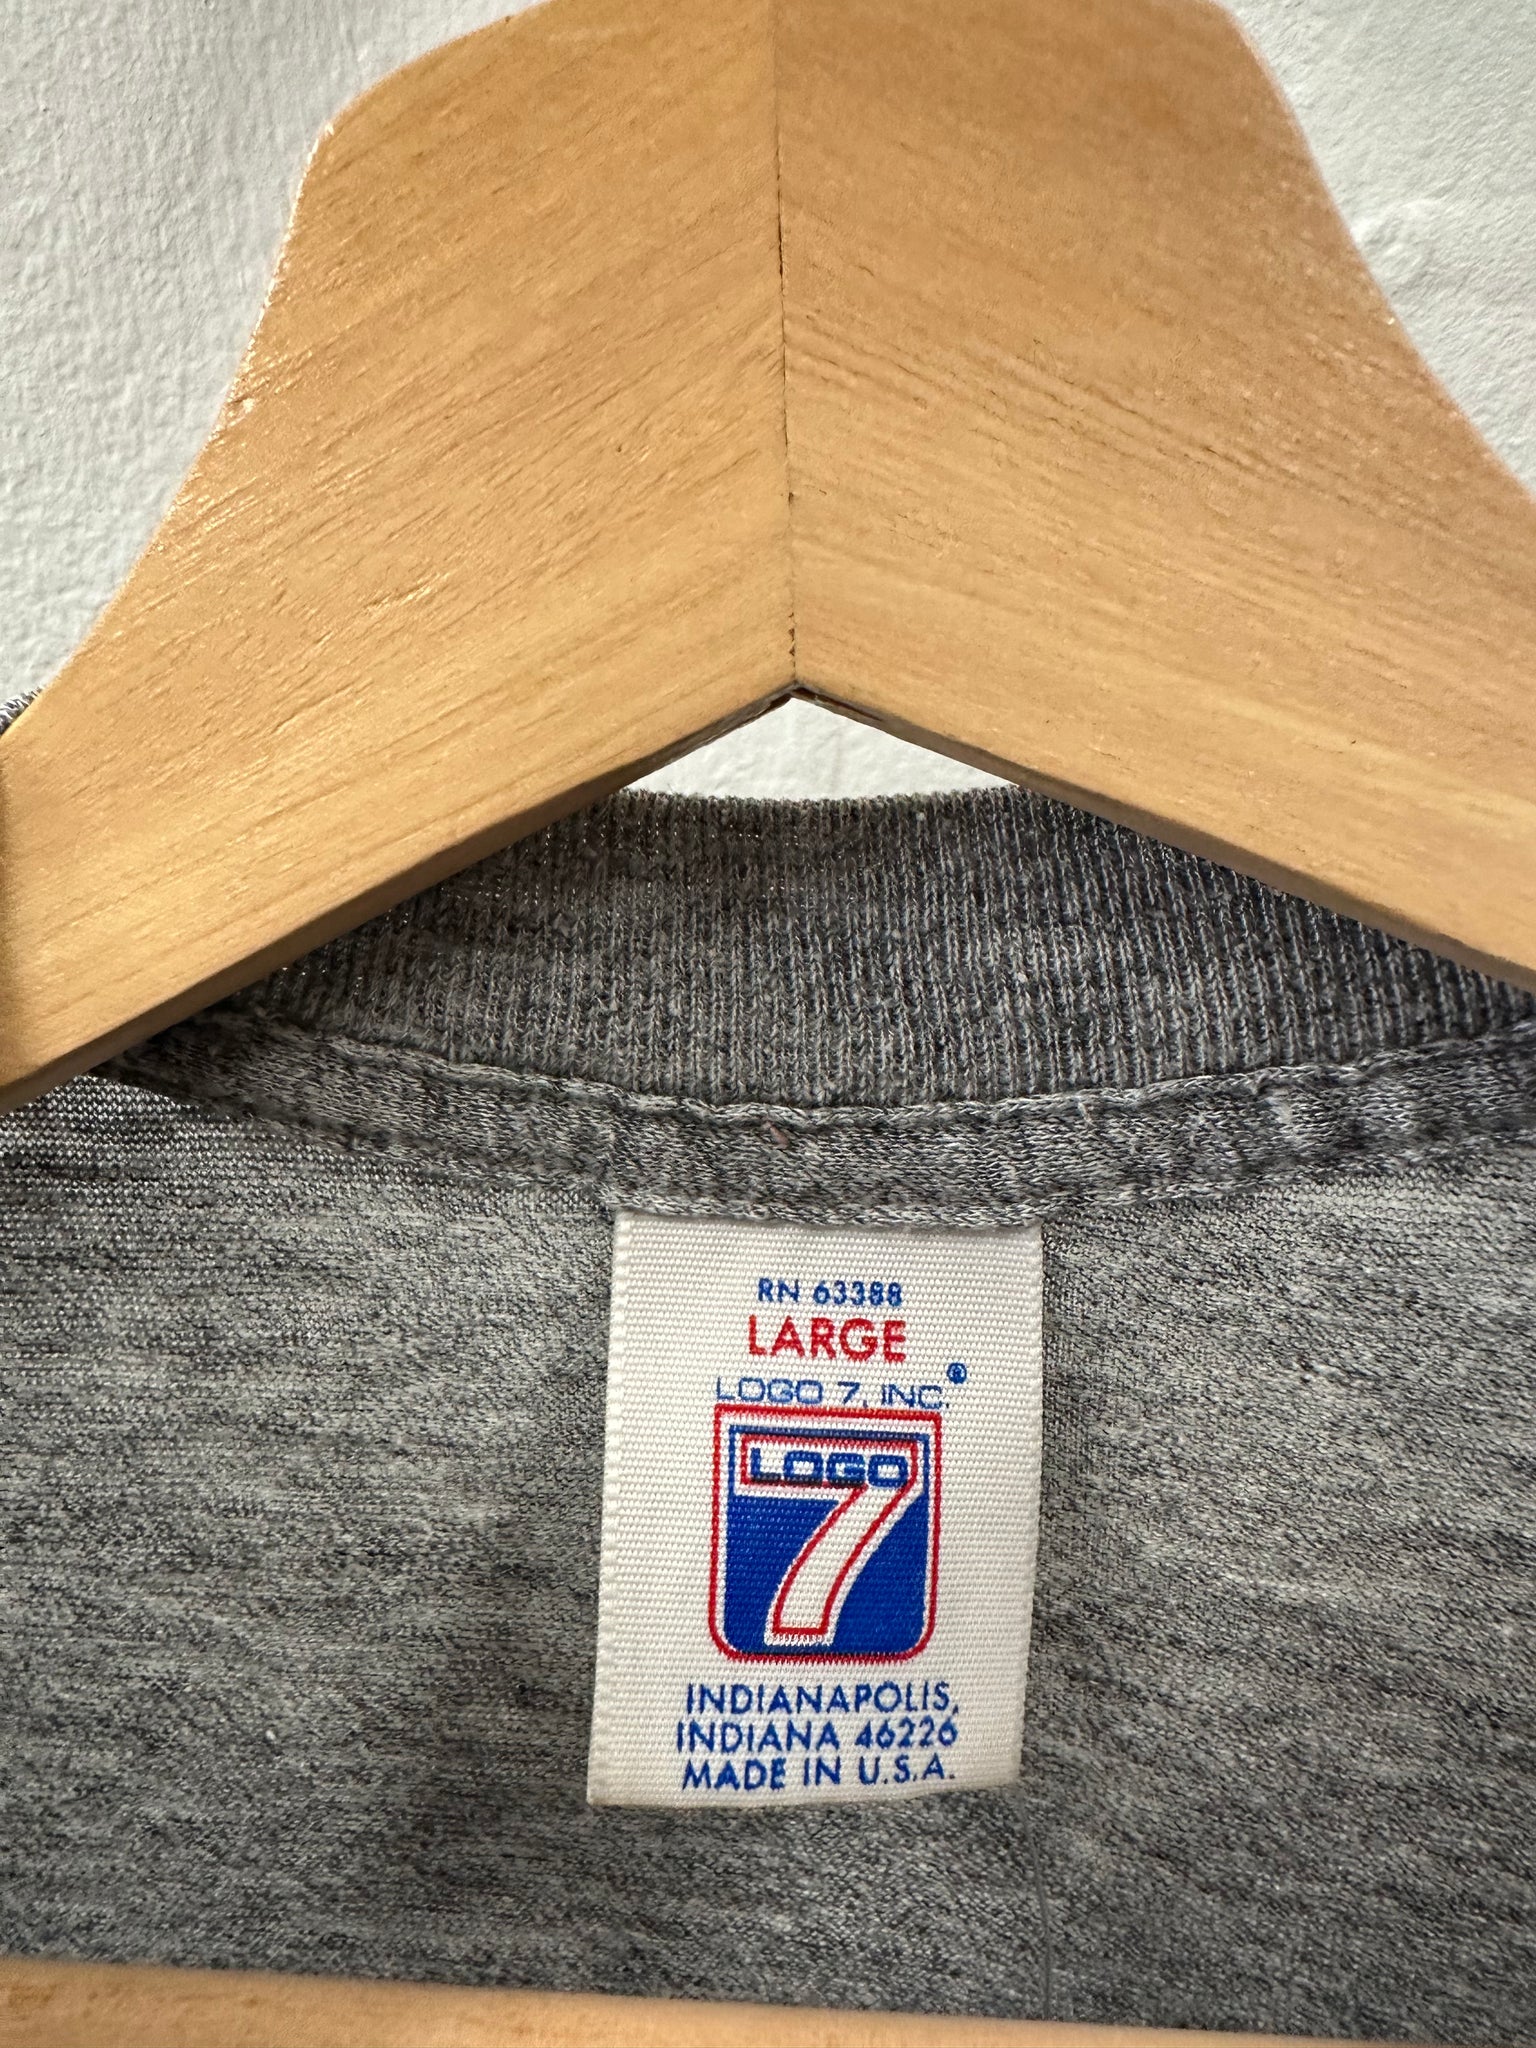 RN 63388
LARGE
LOGO 7, INC.®
LOGO
7
INDIANAPOLIS,
INDIANA 46226
MADE IN U.S.A.